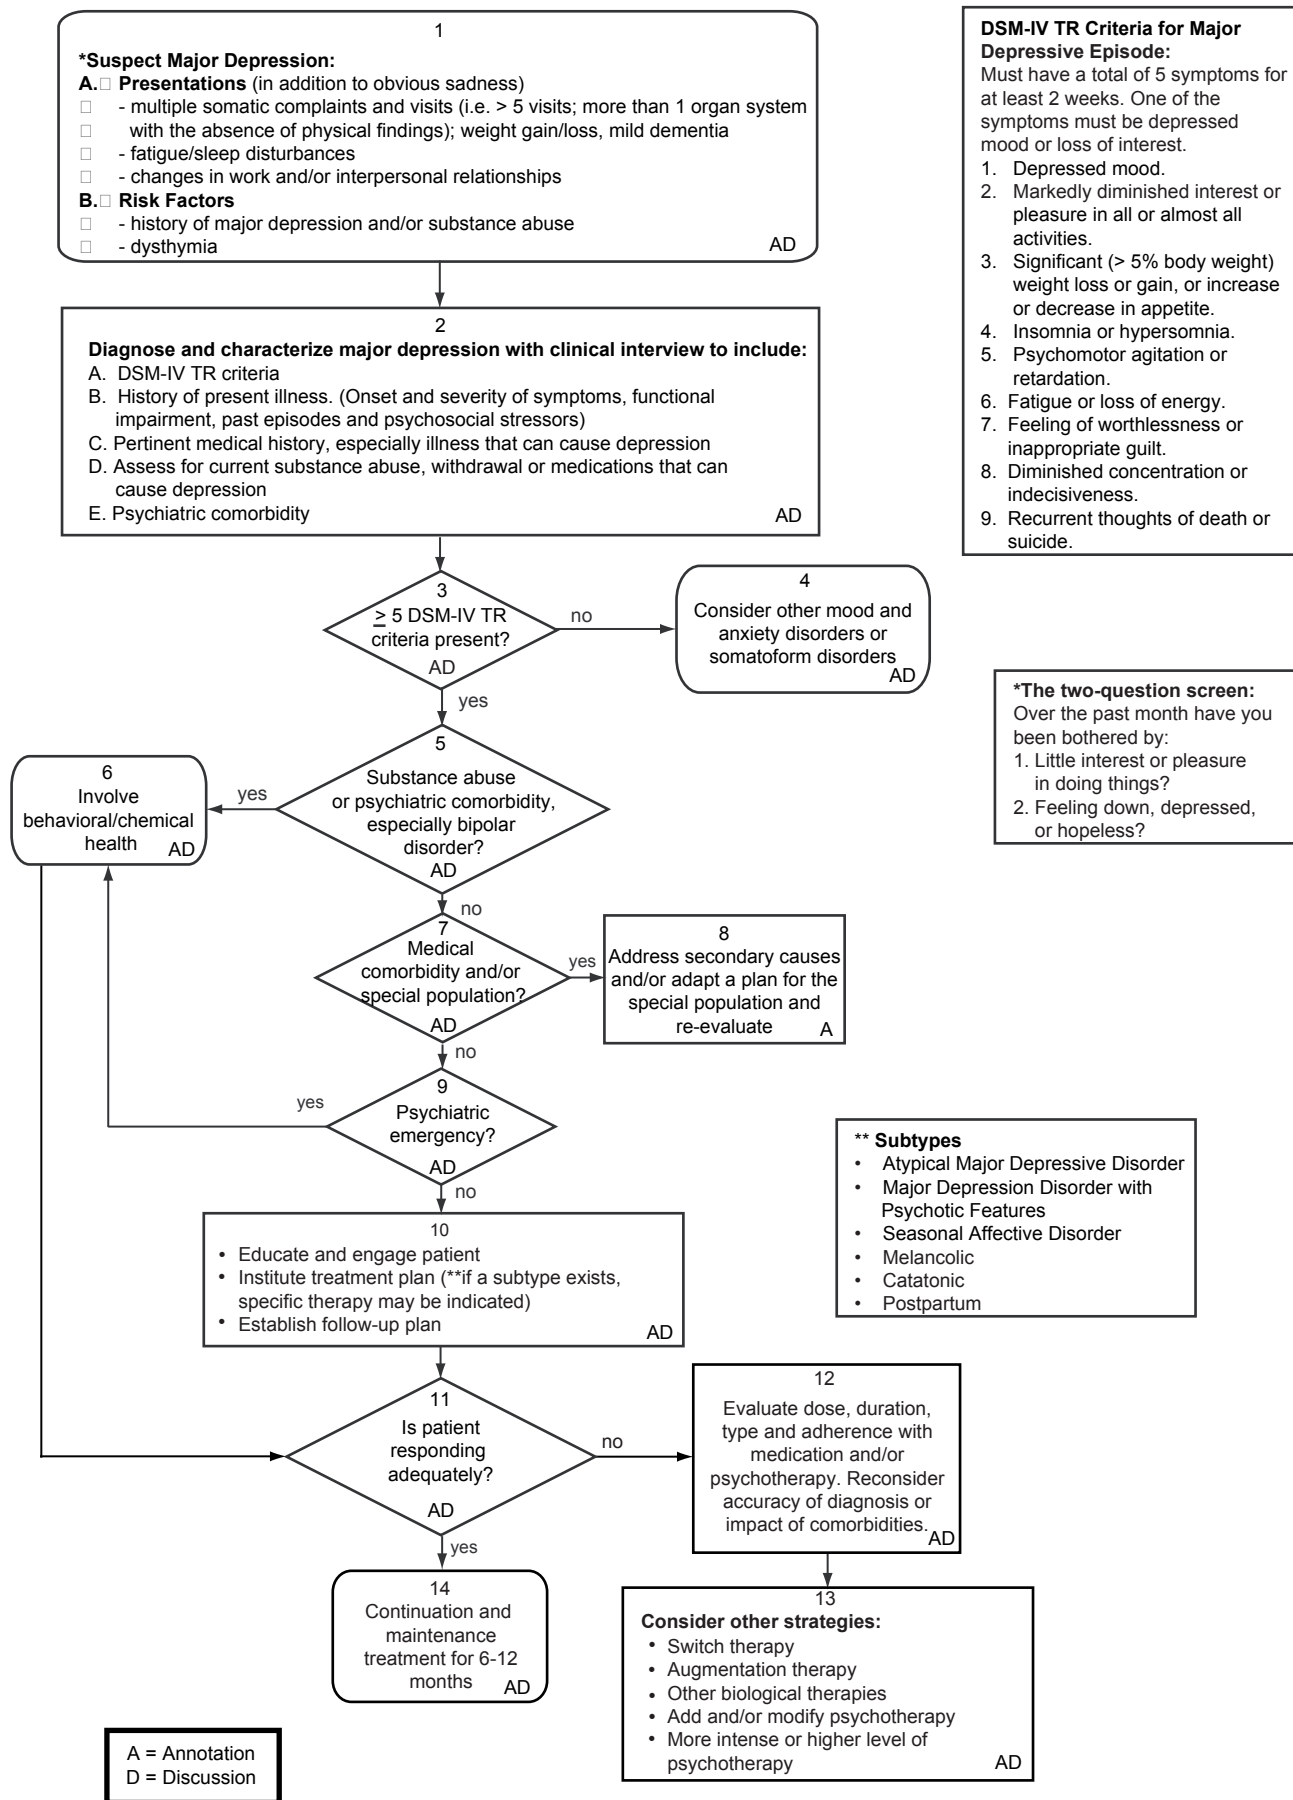 1
*Suspect Major Depression:
A.□ Presentations (in addition to obvious sadness)
□ - multiple somatic complaints and visits (i.e. > 5 visits; more than 1 organ system
□ with the absence of physical findings); weight gain/loss, mild dementia
□ - fatigue/sleep disturbances
□ - changes in work and/or interpersonal relationships
B.□ Risk Factors
□ - history of major depression and/or substance abuse
□ - dysthymia
AD
DSM-IV TR Criteria for Major
Depressive Episode:
Must have a total of 5 symptoms for
at least 2 weeks. One of the
symptoms must be depressed
mood or loss of interest.
1. Depressed mood.
2. Markedly diminished interest or
pleasure in all or almost all
activities.
3. Significant (> 5% body weight)
weight loss or gain, or increase
or decrease in appetite.
4. Insomnia or hypersomnia.
5. Psychomotor agitation or
retardation.
6. Fatigue or loss of energy.
7. Feeling of worthlessness or
inappropriate guilt.
8. Diminished concentration or
indecisiveness.
9. Recurrent thoughts of death or
suicide.
2
Diagnose and characterize major depression with clinical interview to include:
A. DSM-IV TR criteria
B. History of present illness. (Onset and severity of symptoms, functional
impairment, past episodes and psychosocial stressors)
C. Pertinent medical history, especially illness that can cause depression
D. Assess for current substance abuse, withdrawal or medications that can
cause depression
E. Psychiatric comorbidity
AD
3
≥ 5 DSM-IV TR
criteria present?
AD
no
yes
4
Consider other mood and
anxiety disorders or
somatoform disorders
AD
*The two-question screen:
Over the past month have you
been bothered by:
1. Little interest or pleasure
in doing things?
2. Feeling down, depressed,
or hopeless?
5
Substance abuse
or psychiatric comorbidity,
especially bipolar
disorder?
AD
yes
no
6
Involve
behavioral/chemical
health
AD
7
Medical
comorbidity and/or
special population?
AD
yes
no
8
Address secondary causes
and/or adapt a plan for the
special population and
re-evaluate
A
9
Psychiatric
emergency?
AD
yes
no
** Subtypes
• Atypical Major Depressive Disorder
• Major Depression Disorder with
Psychotic Features
• Seasonal Affective Disorder
• Melancolic
• Catatonic
• Postpartum
10
• Educate and engage patient
• Institute treatment plan (**if a subtype exists,
specific therapy may be indicated)
• Establish follow-up plan
AD
11
Is patient
responding
adequately?
AD
no
yes
12
Evaluate dose, duration,
type and adherence with
medication and/or
psychotherapy. Reconsider
accuracy of diagnosis or
impact of comorbidities.
AD
14
Continuation and
maintenance
treatment for 6-12
months
AD
13
Consider other strategies:
• Switch therapy
• Augmentation therapy
• Other biological therapies
• Add and/or modify psychotherapy
• More intense or higher level of
psychotherapy
AD
A = Annotation
D = Discussion